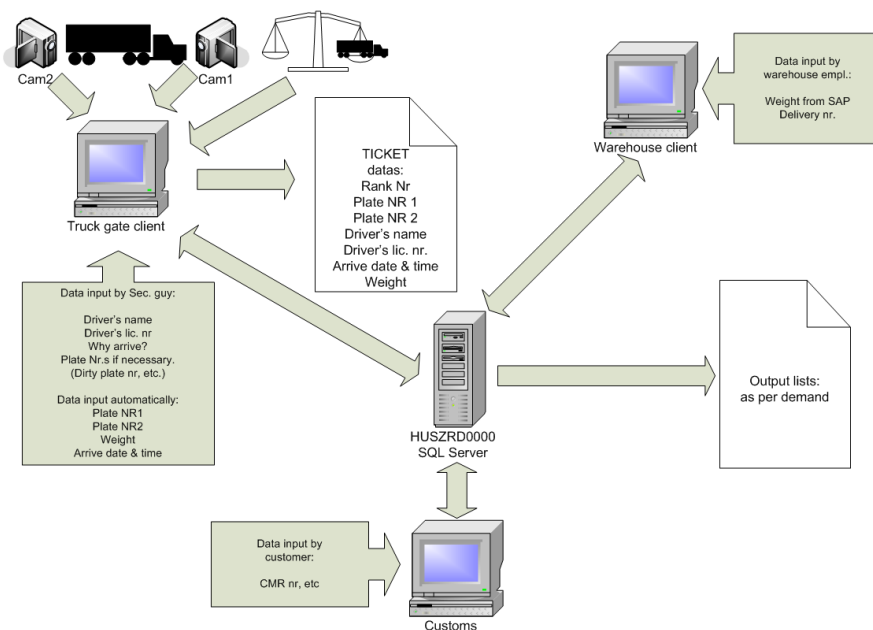 Cam2
Cam1
Truck gate client
TICKET
datas:
Rank Nr
Plate NR 1
Plate NR 2
Driver's name
Driver's lic. nr.
Arrive date & time
Weight
Warehouse client
Data input by
warehouse empl.:
Weight from SAP
Delivery nr.
Data input by Sec. guy:
Driver's name
Driver's lic. nr
Why arrive?
Plate Nr.s if necessary.
(Dirty plate nr, etc.)
Data input automatically:
Plate NR1
Plate NR2
Weight
Arrive date & time
HUSZRD0000
SQL Server
Output lists:
as per demand
Data input by
customer:
CMR nr, etc
Customs